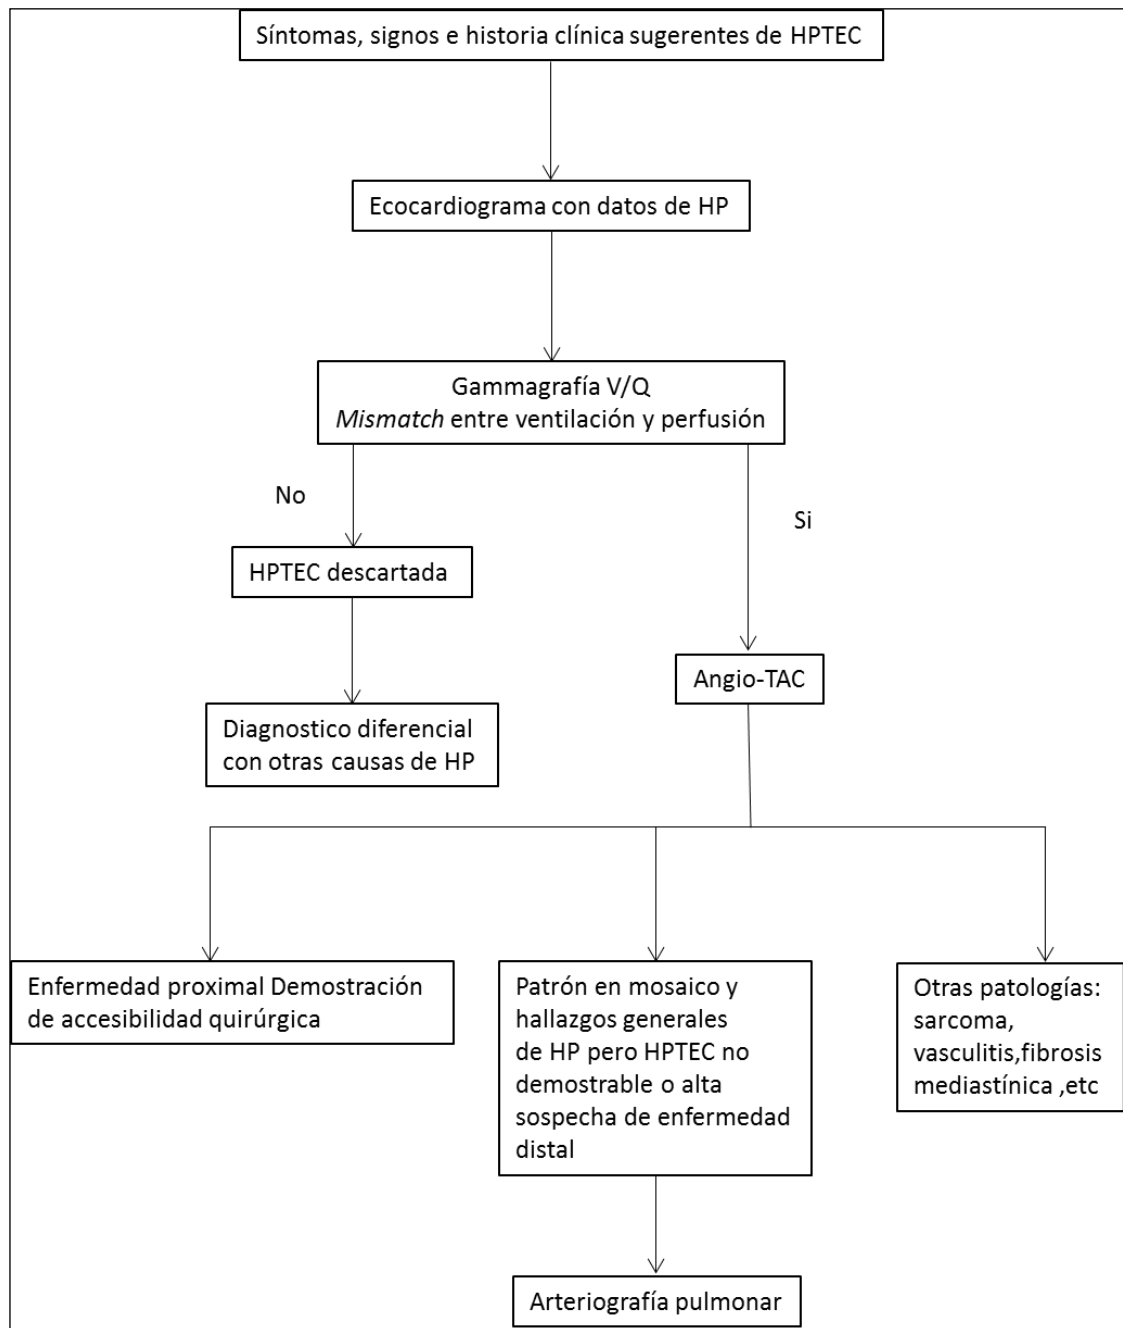 Síntomas, signos e historia clínica sugerentes de HPTEC
Ecocardiograma con datos de HP
Gammagrafía V/Q
Mismatch entre ventilación y perfusión
No
Si
HPTEC descartada
Angio-TAC
Diagnostico diferencial
con otras causas de HP
Enfermedad proximal Demostración
de accesibilidad quirúrgica
Patrón en mosaico y
hallazgos generales
de HP pero HPTEC no
demostrable o alta
sospecha de enfermedad
distal
Otras patologías:
sarcoma,
vasculitis,fibrosis
mediastínica ,etc
Arteriografía pulmonar